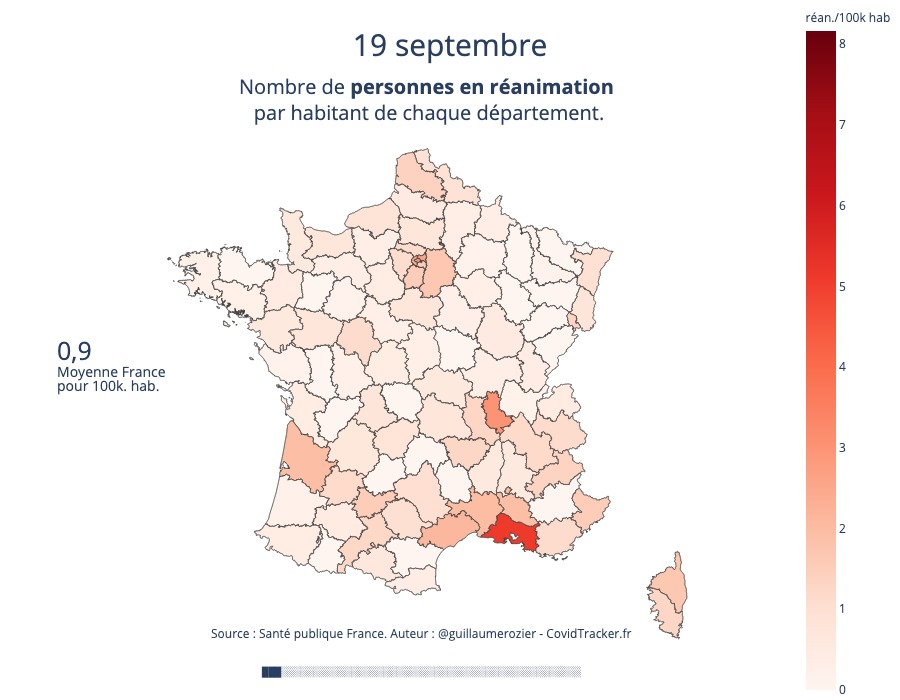 réan./100k hab
19 septembre
Nombre de personnes en réanimation
par habitant de chaque département.
8
7
6
5
4
3
2
1
0
0,9
Moyenne France
pour 100k. hab.
Source : Santé publique France. Auteur : @guillaumerozier - CovidTracker.fr